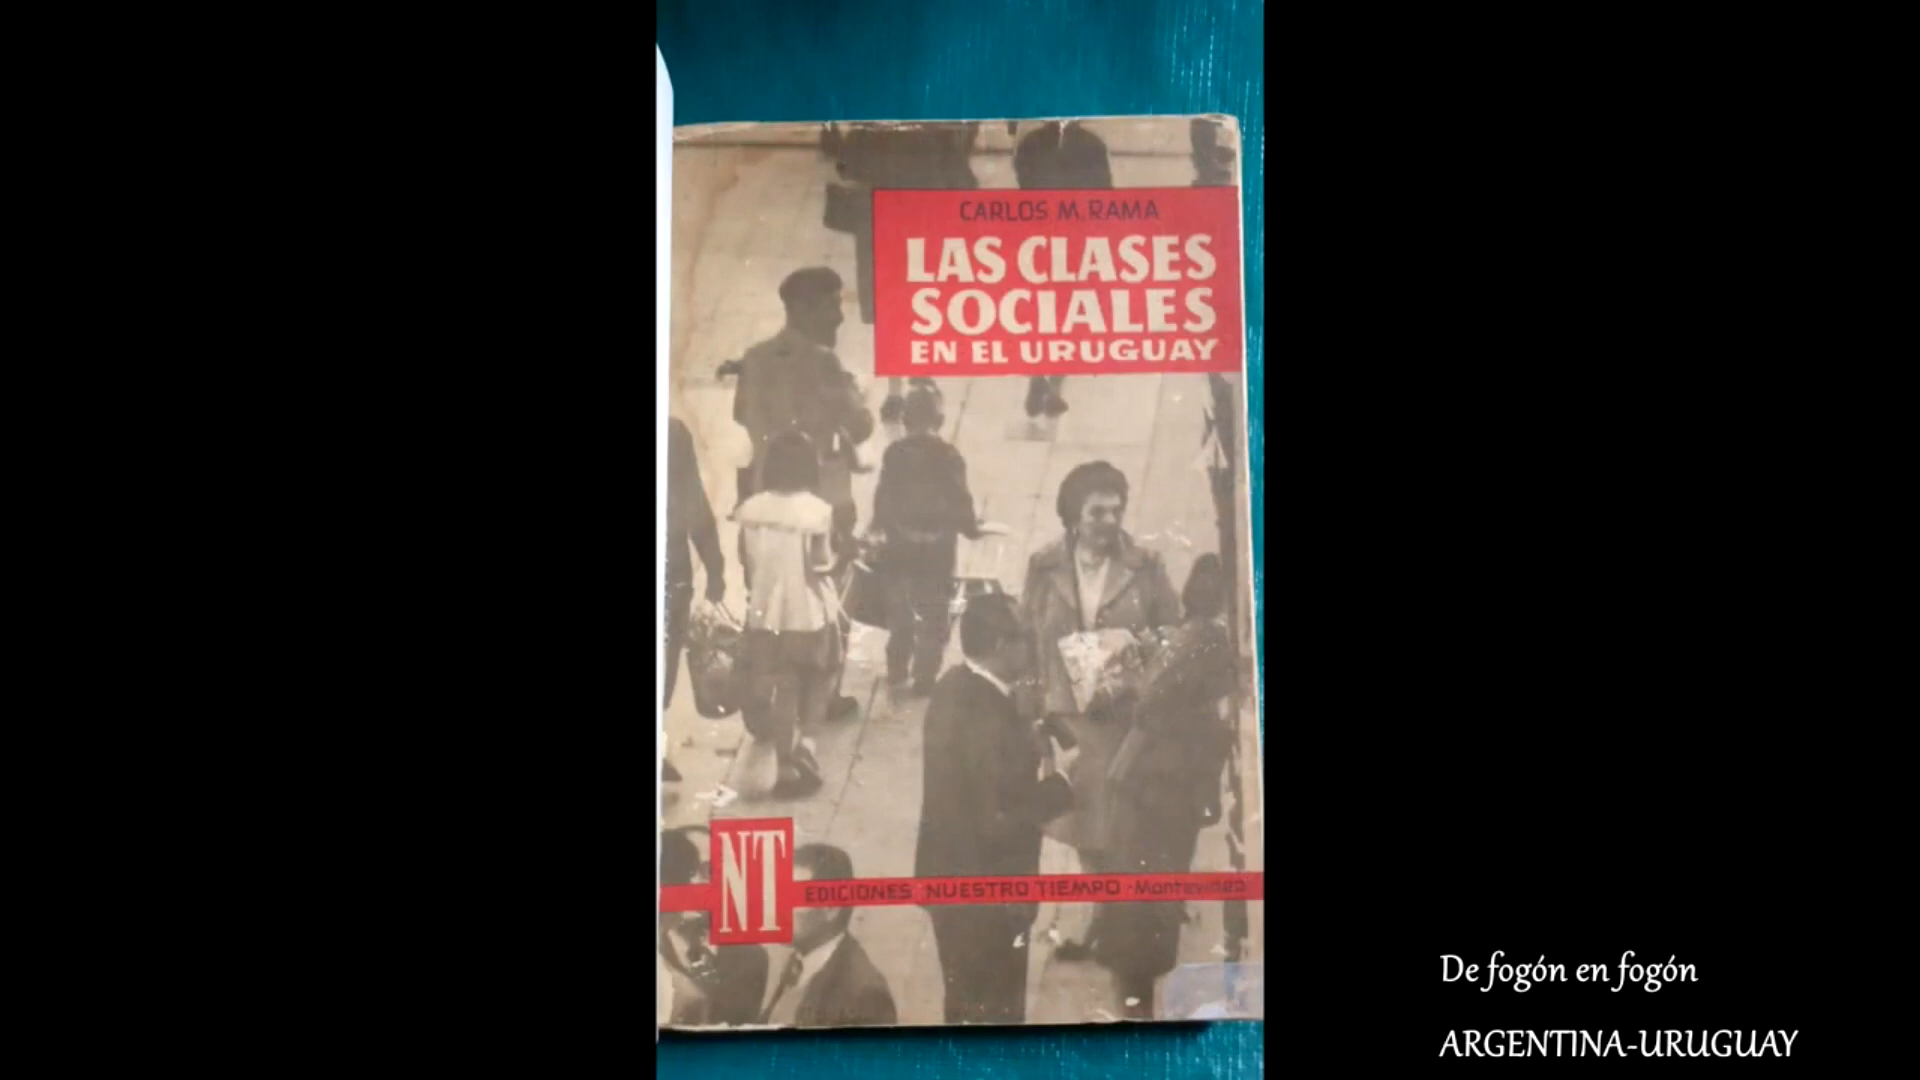 CARLOS M. RAMA
LAS CLASES
SOCIALES
EN EL URUGUAY
NT
EDICIONES NUESTRO TIEMPO - Montevideo
De fogón en fogón
ARGENTINA-URUGUAY